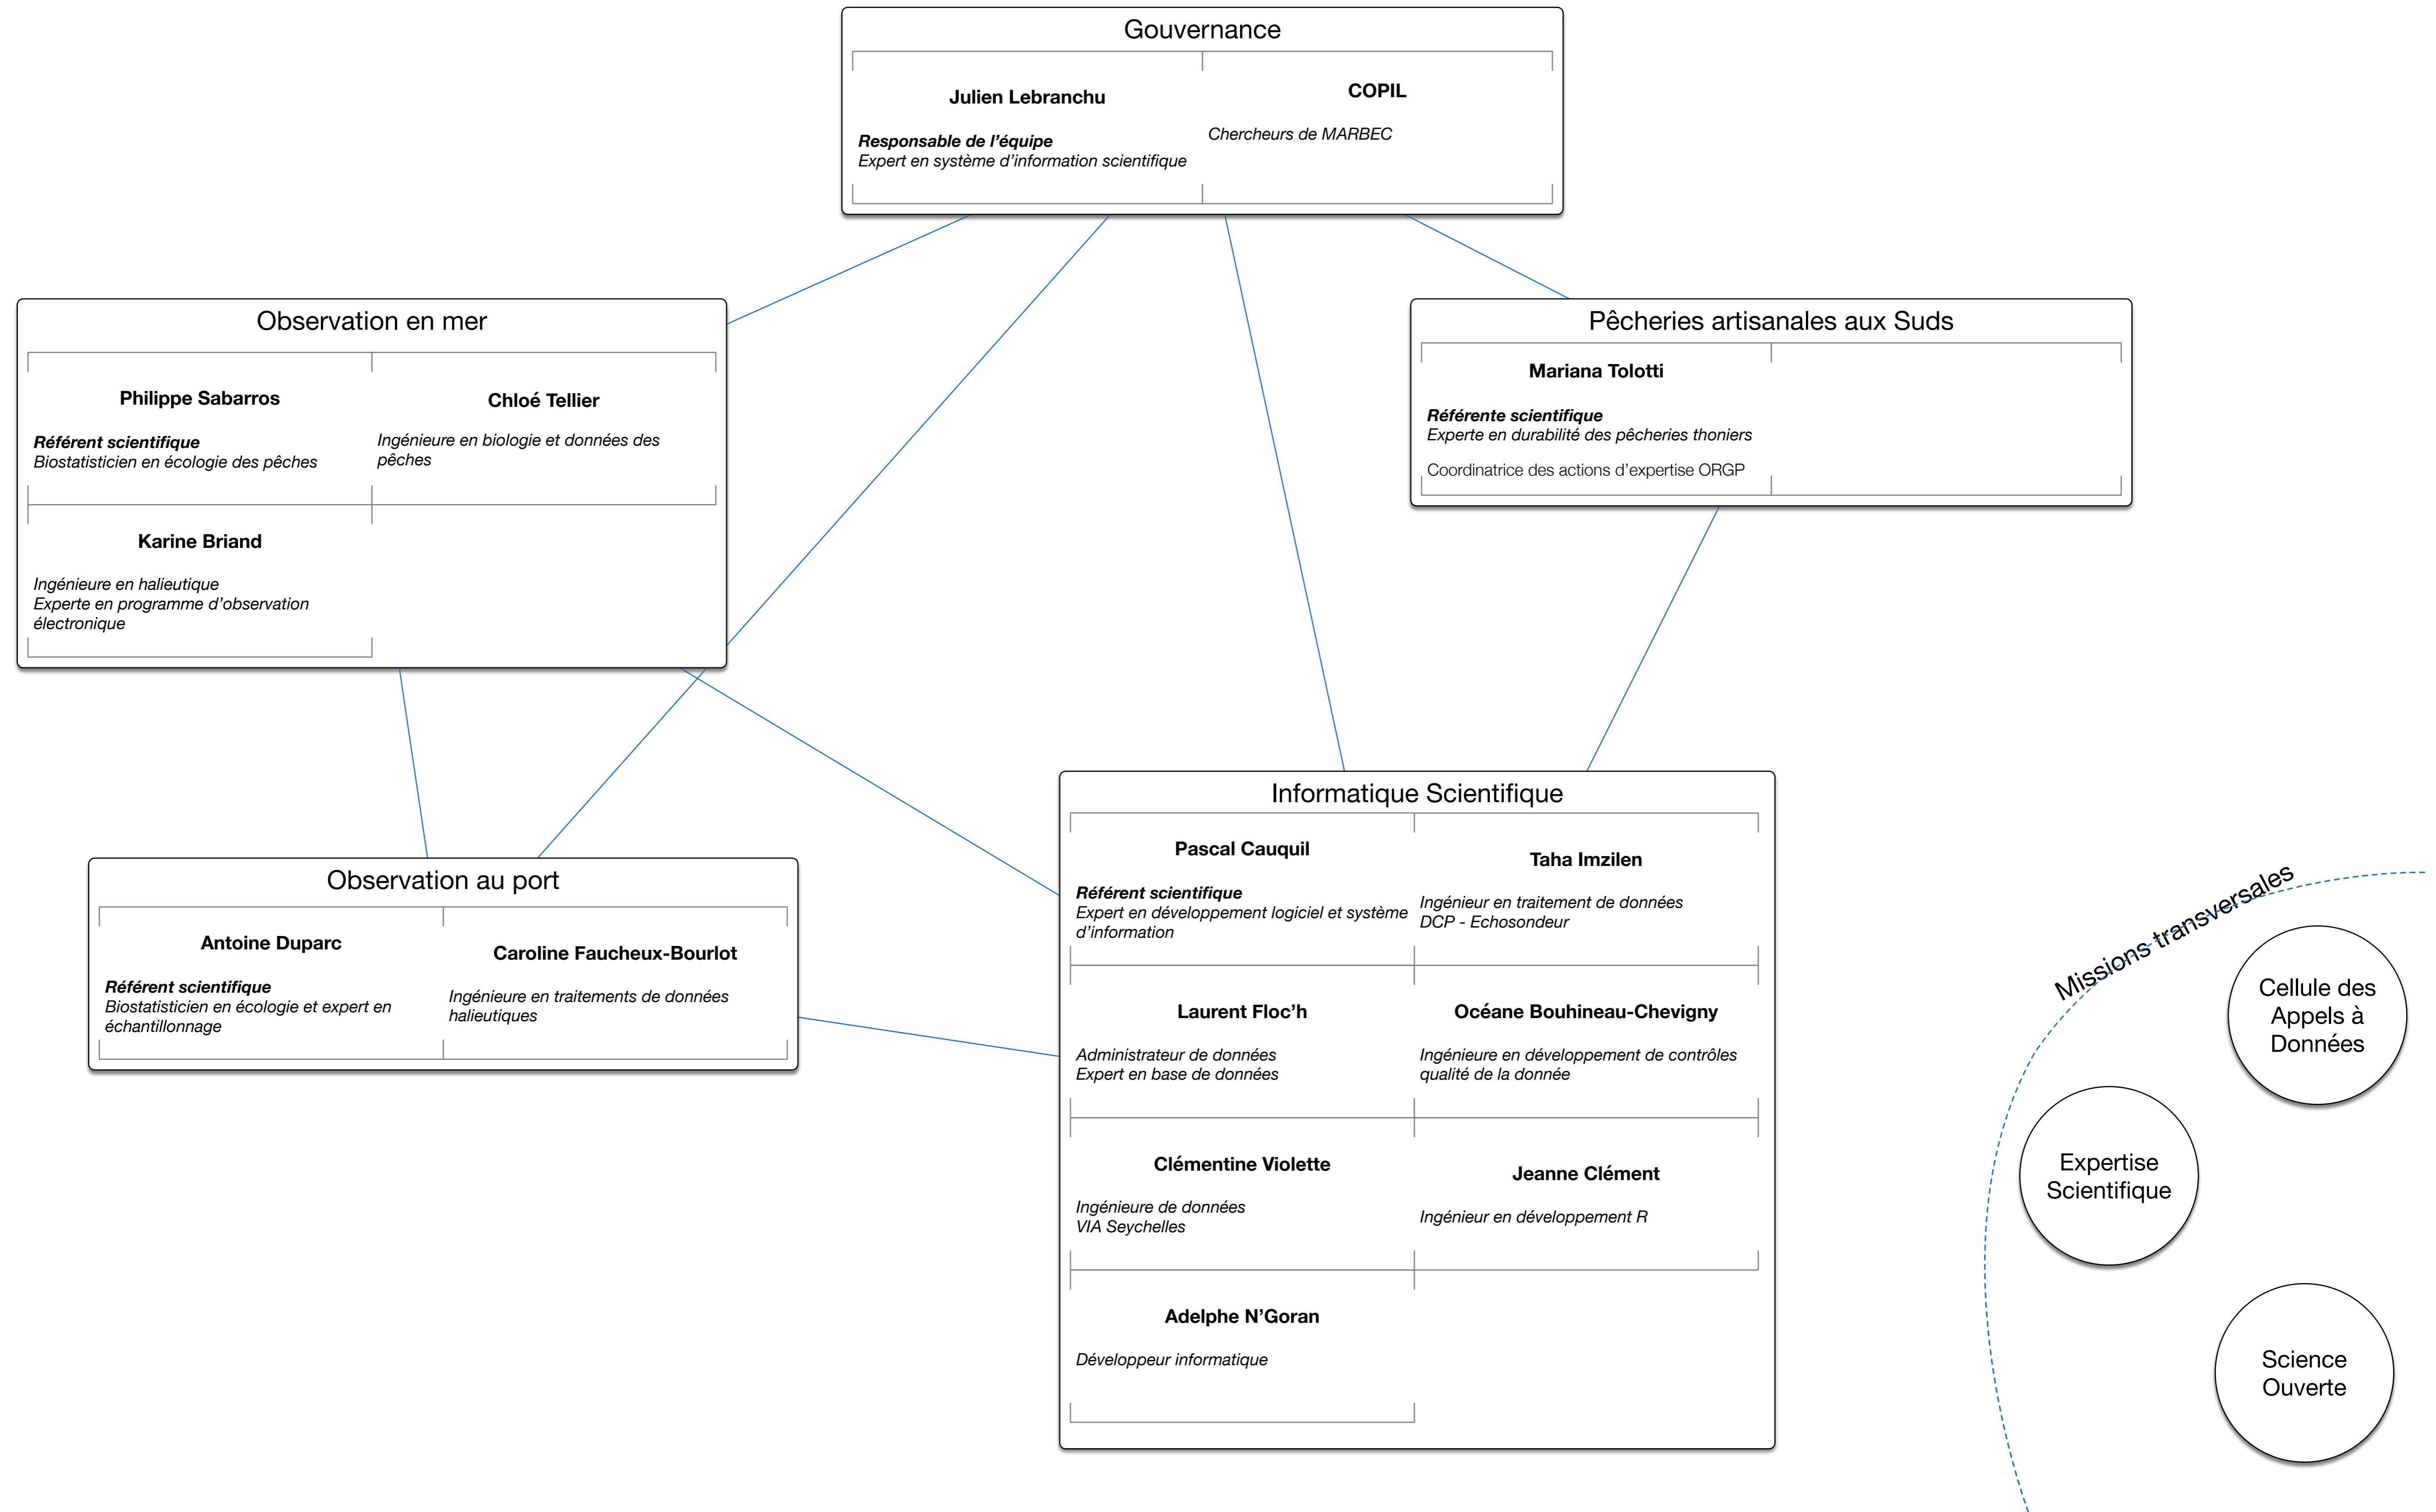 Gouvernance
Julien Lebranchu
Responsable de l’équipe
Expert en système d’information scientifique
COPIL
Chercheurs de MARBEC
Observation en mer
Philippe Sabarros
Référent scientifique
Biostatisticien en écologie des pêches
Chloé Tellier
Ingénieure en biologie et données des
pêches
Karine Briand
Ingénieure en halieutique
Experte en programme d’observation
électronique
Pêcheries artisanales aux Suds
Mariana Tolotti
Référente scientifique
Experte en durabilité des pêcheries thoniers
Coordinatrice des actions d’expertise ORGP
Observation au port
Antoine Duparc
Référent scientifique
Biostatisticien en écologie et expert en
échantillonnage
Caroline Faucheux-Bourlot
Ingénieure en traitements de données
halieutiques
Informatique Scientifique
Pascal Cauquil
Référent scientifique
Expert en développement logiciel et système
d’information
Taha Imzilen
Ingénieur en traitement de données
DCP - Echosondeur
Laurent Floc’h
Administrateur de données
Expert en base de données
Océane Bouhineau-Chevigny
Ingénieure en développement de contrôles
qualité de la donnée
Clémentine Violette
Ingénieure de données
VIA Seychelles
Jeanne Clément
Ingénieur en développement R
Adelphe N’Goran
Développeur informatique
Missions transversales
Cellule des
Appels à
Données
Expertise
Scientifique
Science
Ouverte